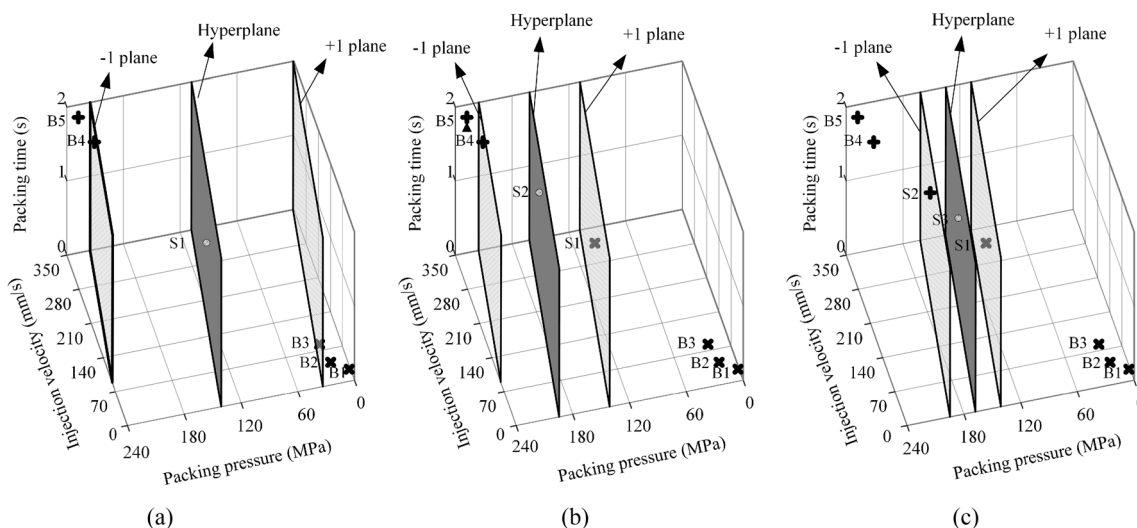 Hyperplane
-1 plane
+1 plane
Packing time (s)
2
1
0
B5
B4
S1
B3
B2
B1
350
280
210
140
70
0
Injection velocity (mm/s)
240
180
120
60
0
Packing pressure (MPa)
(a)
Hyperplane
-1 plane
+1 plane
Packing time (s)
2
1
0
B5
B4
S2
S1
B3
B2
B1
350
280
210
140
70
0
Injection velocity (mm/s)
240
180
120
60
0
Packing pressure (MPa)
(b)
Hyperplane
-1 plane
+1 plane
Packing time (s)
2
1
0
B5
B4
S2
S3
S1
B3
B2
B1
350
280
210
140
70
0
Injection velocity (mm/s)
240
180
120
60
0
Packing pressure (MPa)
(c)